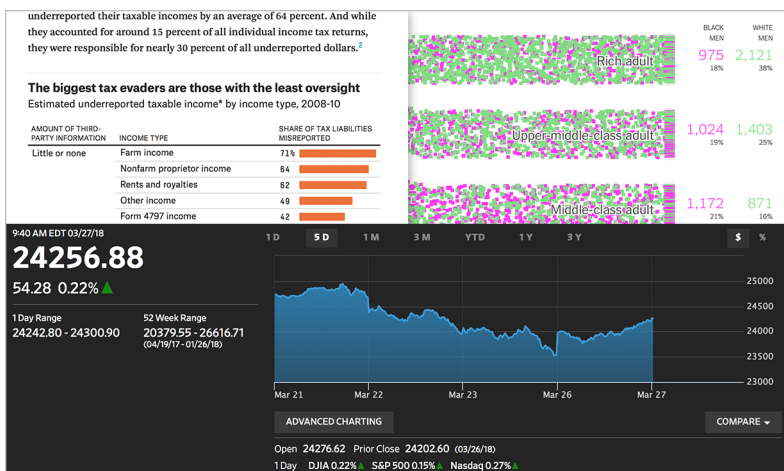 underreported their taxable incomes by an average of 64 percent. And while
they accounted for around 15 percent of all individual income tax returns,
they were responsible for nearly 30 percent of all underreported dollars.2
The biggest tax evaders are those with the least oversight
Estimated underreported taxable income* by income type, 2008-10
AMOUNT OF THIRD-
PARTY INFORMATION
INCOME TYPE
SHARE OF TAX LIABILITIES
MISREPORTED
Little or none
Farm income 71%
Nonfarm proprietor income 64
Rents and royalties 62
Other income 49
Form 4797 income 42
BLACK
MEN
WHITE
MEN
Rich adult
975 2,121
18% 38%
Upper-middle-class adult
1,024 1,403
19% 25%
Middle-class adult
1,172 871
21% 16%
9:40 AM EDT 03/27/18
24256.88
54.28 0.22%
1 Day Range
24242.80 - 24300.90
52 Week Range
20379.55 - 26616.71
(04/19/17 - 01/26/18)
1 D 5 D 1 M 3 M YTD 1 Y 3 Y $ %
25000
24500
24000
23500
23000
Mar 21 Mar 22 Mar 23 Mar 26 Mar 27
ADVANCED CHARTING
COMPARE
Open 24276.62 Prior Close 24202.60 (03/26/18)
1 Day DJIA 0.22% S&P 500 0.15% Nasdaq 0.27%